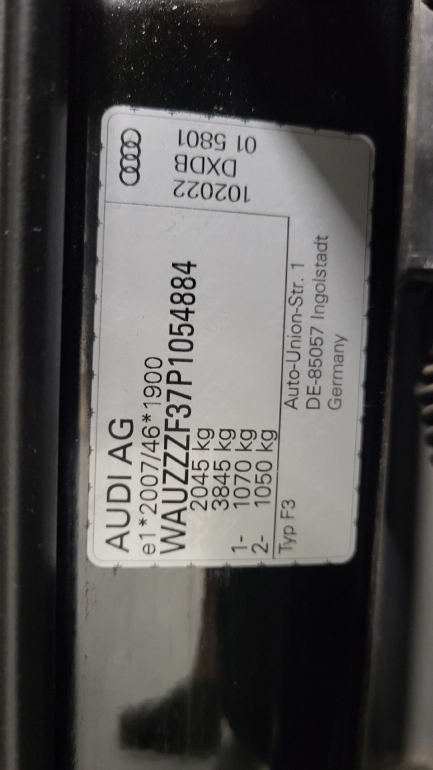 AUDI AG
e1*2007/46*1900
WAUZZZF37P1054884
2045 kg
3845 kg
1- 1070 kg
2- 1050 kg
Typ F3
Auto-Union-Str. 1
DE-85057 Ingolstadt
Germany
102022
DXDB
01 5801